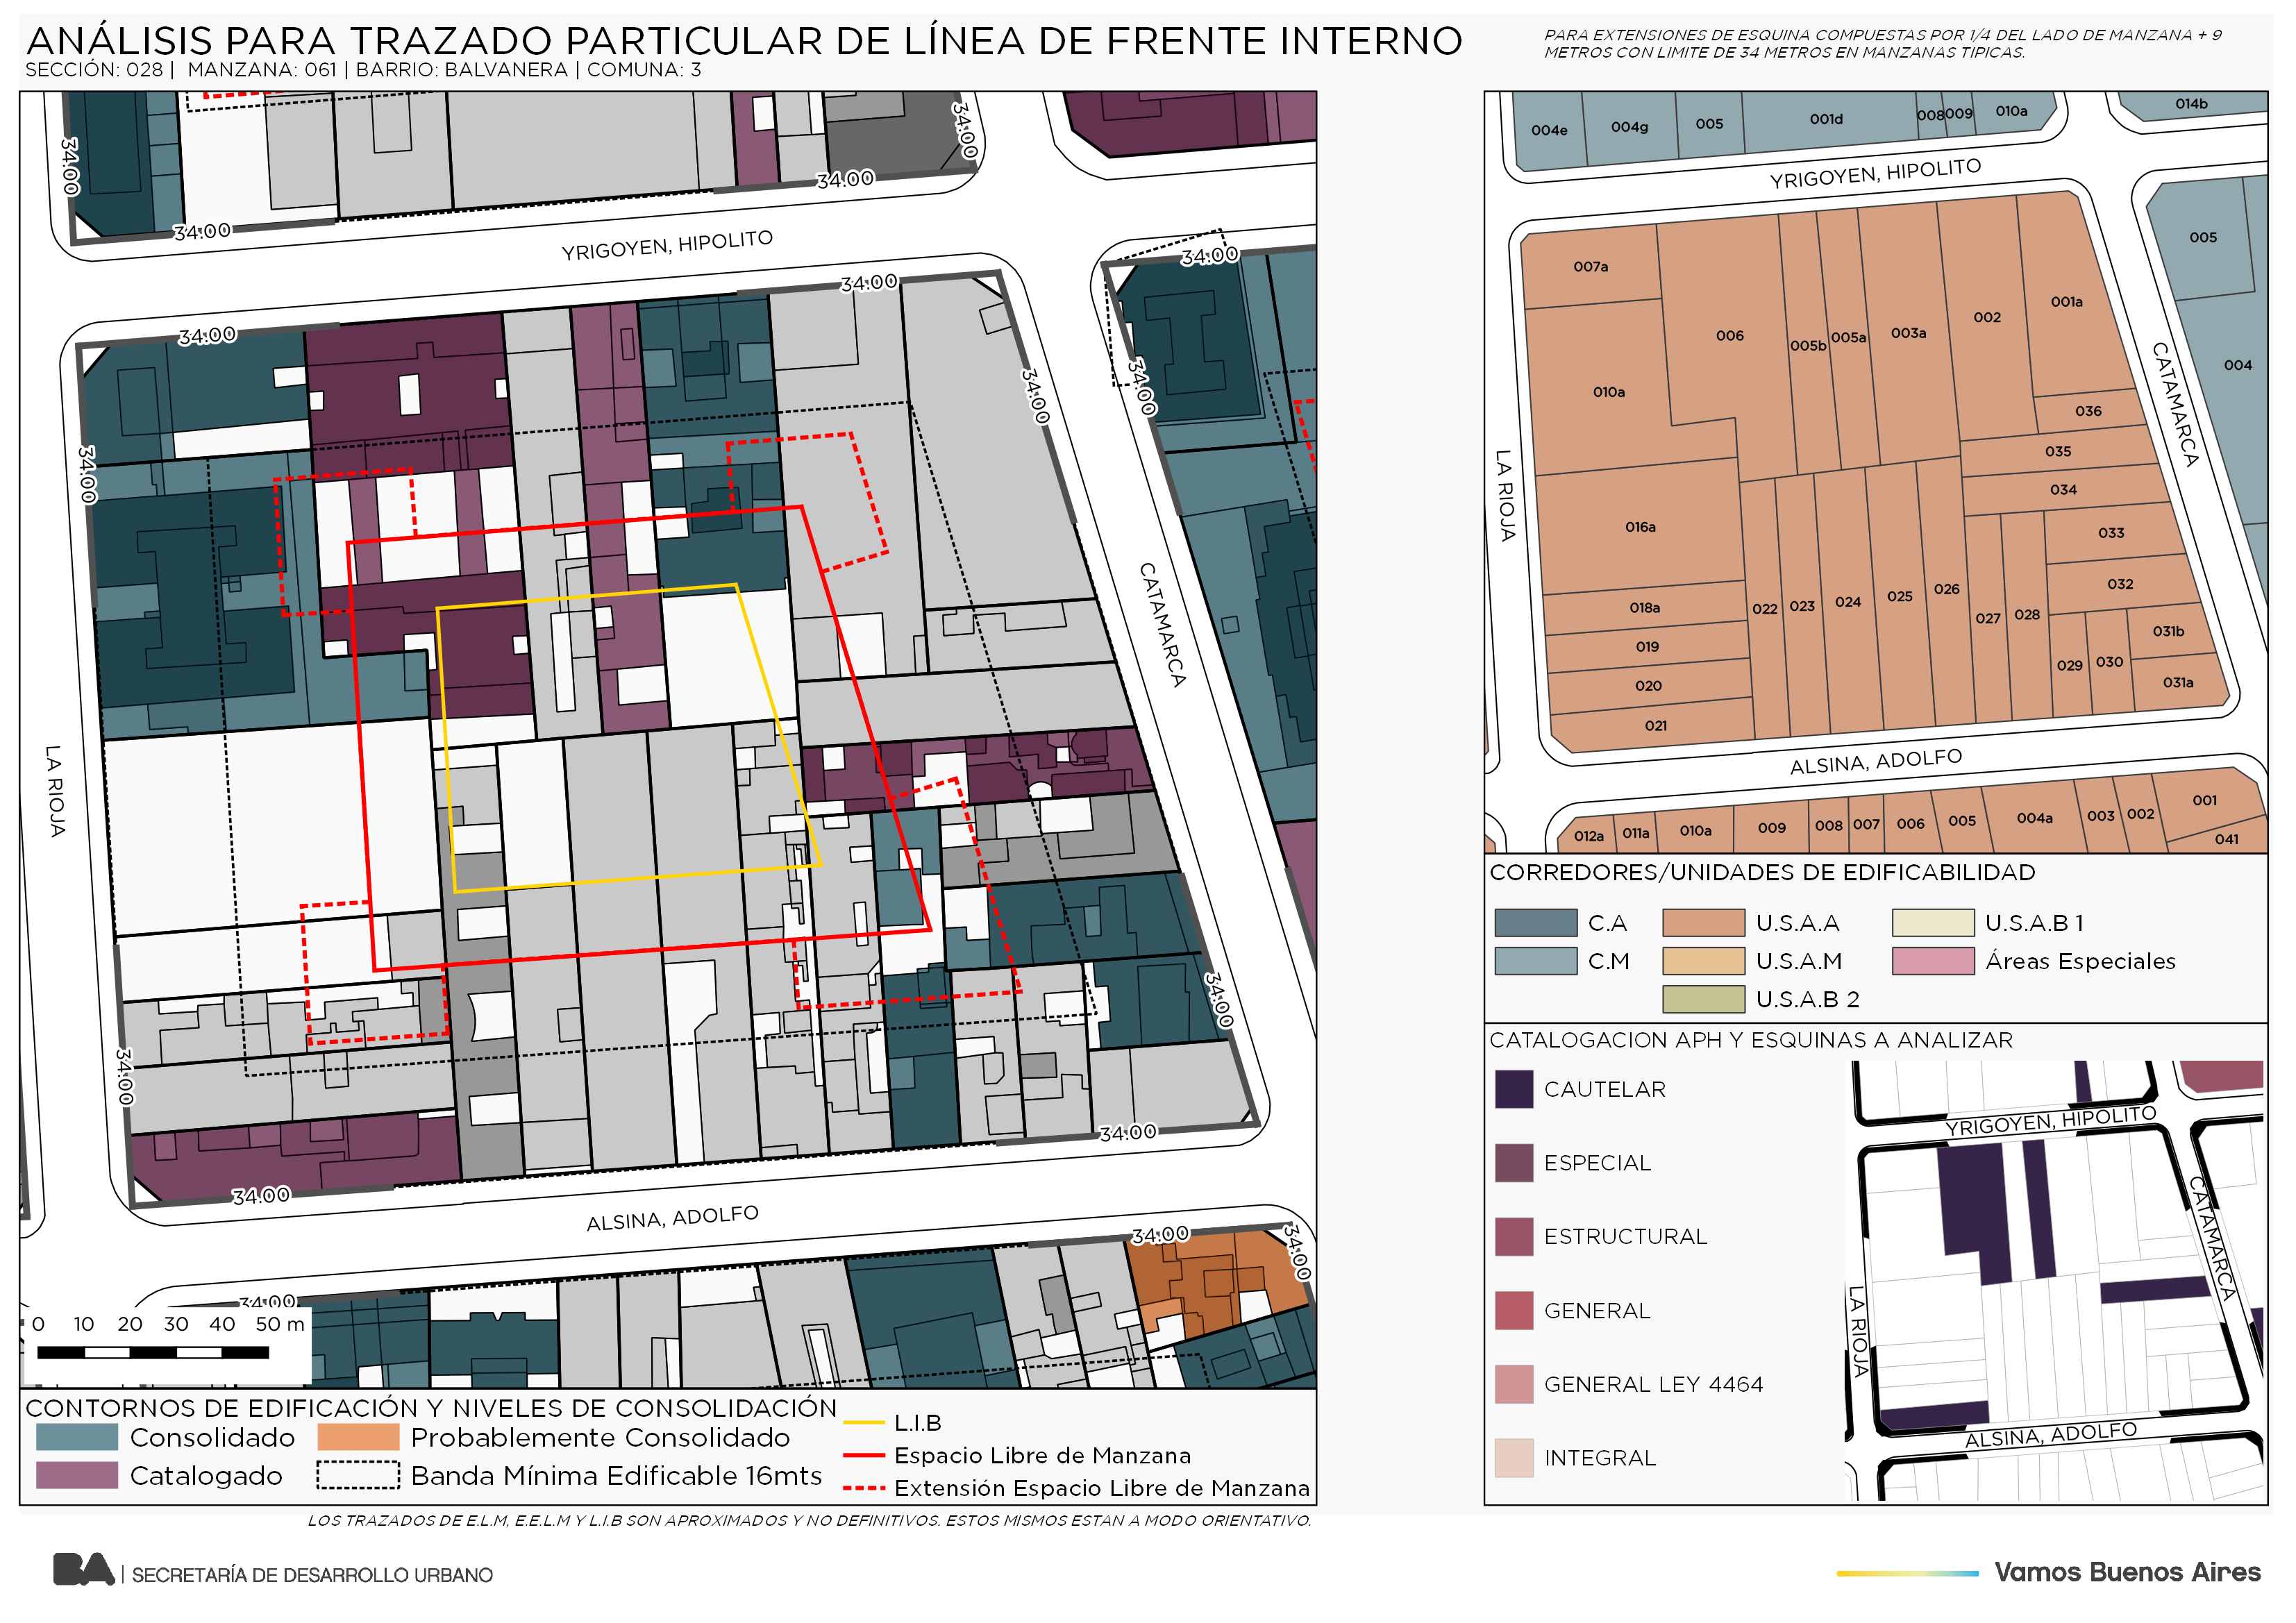 ANÁLISIS PARA TRAZADO PARTICULAR DE LÍNEA DE FRENTE INTERNO
SECCIÓN: 028 | MANZANA: 061 | BARRIO: BALVANERA | COMUNA: 3
PARA EXTENSIONES DE ESQUINA COMPUESTAS POR 1/4 DEL LADO DE MANZANA + 9
METROS CON LIMITE DE 34 METROS EN MANZANAS TIPICAS.
34.00
34.00
34.00
34.00
YRIGOYEN, HIPOLITO
34.00
34.00
34.00
34.00
34.00
34.00
CATAMARCA
LA RIOJA
34.00
34.00
34.00
34.00
ALSINA, ADOLFO
34.00
34.00
34.00
0 10 20 30 40 50 m
CONTORNOS DE EDIFICACIÓN Y NIVELES DE CONSOLIDACIÓN
Consolidado
Probablemente Consolidado
Catalogado
Banda Mínima Edificable 16mts
L.I.B
Espacio Libre de Manzana
Extensión Espacio Libre de Manzana
LOS TRAZADOS DE E.L.M, E.E.L.M Y L.I.B SON APROXIMADOS Y NO DEFINITIVOS. ESTOS MISMOS ESTAN A MODO ORIENTATIVO.
004e
004g
005
001d
008
009
010a
014b
YRIGOYEN, HIPOLITO
007a
006
005b
005a
003a
002
001a
005
004
010a
036
035
034
033
032
016a
018a
019
020
021
022
023
024
025
026
027
028
029
030
031b
031a
LA RIOJA
CATAMARCA
ALSINA, ADOLFO
012a
011a
010a
009
008
007
006
005
004a
003
002
001
041
CORREDORES/UNIDADES DE EDIFICABILIDAD
C.A
U.S.A.A
U.S.A.B 1
C.M
U.S.A.M
Áreas Especiales
U.S.A.B 2
CATALOGACION APH Y ESQUINAS A ANALIZAR
CAUTELAR
ESPECIAL
ESTRUCTURAL
GENERAL
GENERAL LEY 4464
INTEGRAL
YRIGOYEN, HIPOLITO
CATAMARCA
LA RIOJA
ALSINA, ADOLFO
BA | SECRETARÍA DE DESARROLLO URBANO
Vamos Buenos Aires